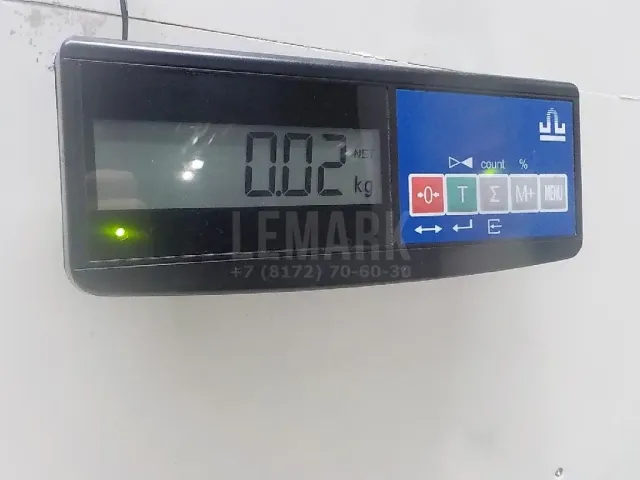 0.02 NET kg
count %
→0← T Σ M+ MENU
LEMARK
+7 (8172) 70-60-30